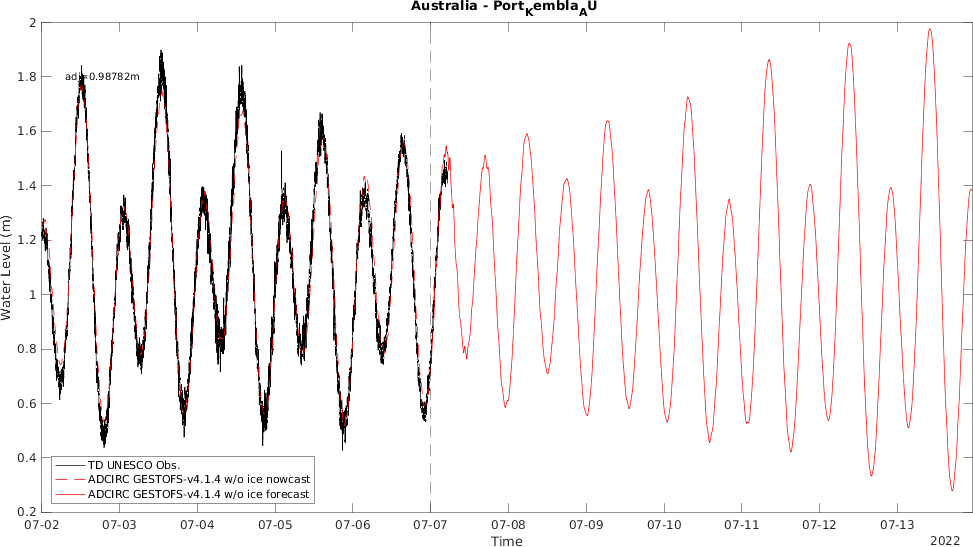 Australia - PortKemblaAU
2
1.8
1.6
1.4
1.2
1
0.8
0.6
0.4
0.2
Water Level (m)
adj=0.98782m
TD UNESCO Obs.
ADCIRC GESTOFS-v4.1.4 w/o ice nowcast
ADCIRC GESTOFS-v4.1.4 w/o ice forecast
07-02 07-03 07-04 07-05 07-06 07-07 07-08 07-09 07-10 07-11 07-12 07-13
Time
2022